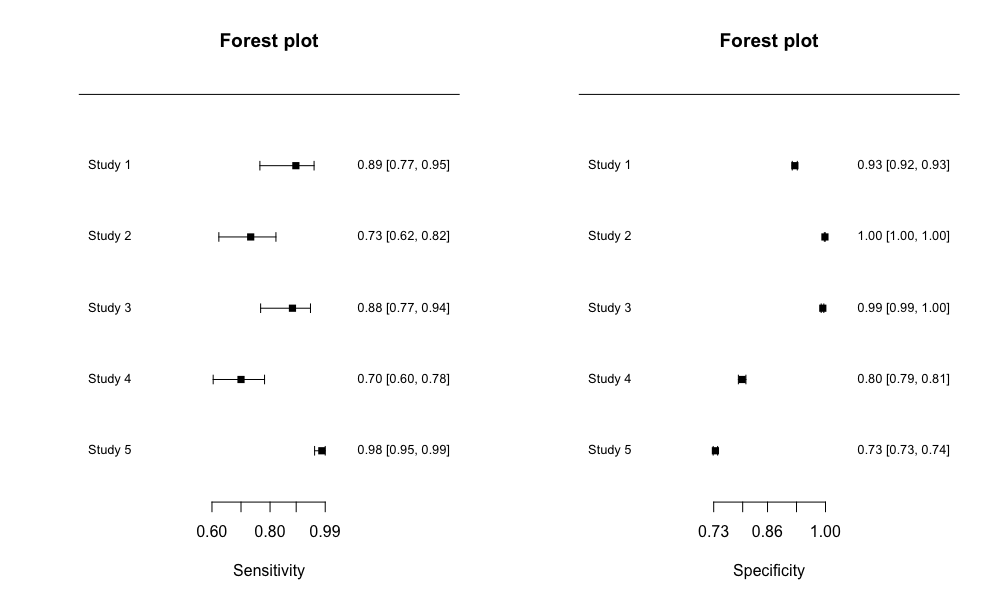 Forest plot
Study 1 0.89 [0.77, 0.95]
Study 2 0.73 [0.62, 0.82]
Study 3 0.88 [0.77, 0.94]
Study 4 0.70 [0.60, 0.78]
Study 5 0.98 [0.95, 0.99]
0.60 0.80 0.99
Sensitivity
Forest plot
Study 1 0.93 [0.92, 0.93]
Study 2 1.00 [1.00, 1.00]
Study 3 0.99 [0.99, 1.00]
Study 4 0.80 [0.79, 0.81]
Study 5 0.73 [0.73, 0.74]
0.73 0.86 1.00
Specificity